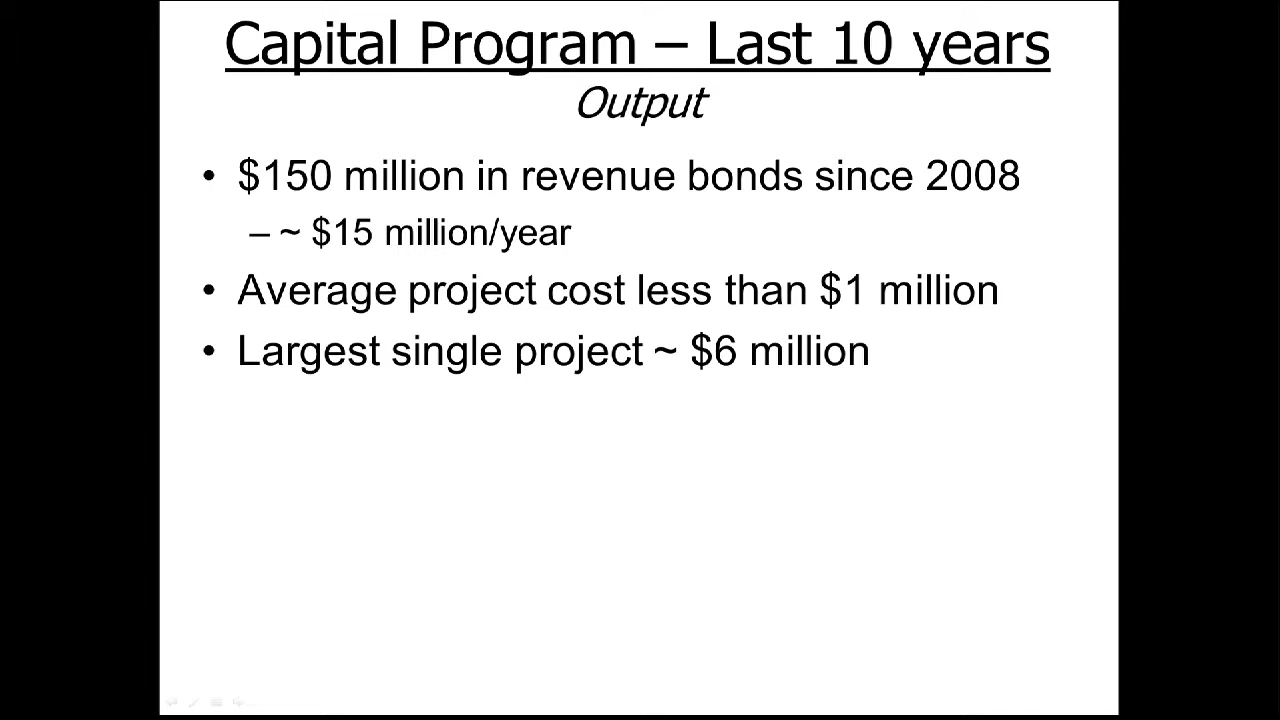 Capital Program – Last 10 years
Output
• $150 million in revenue bonds since 2008
– ~ $15 million/year
• Average project cost less than $1 million
• Largest single project ~ $6 million